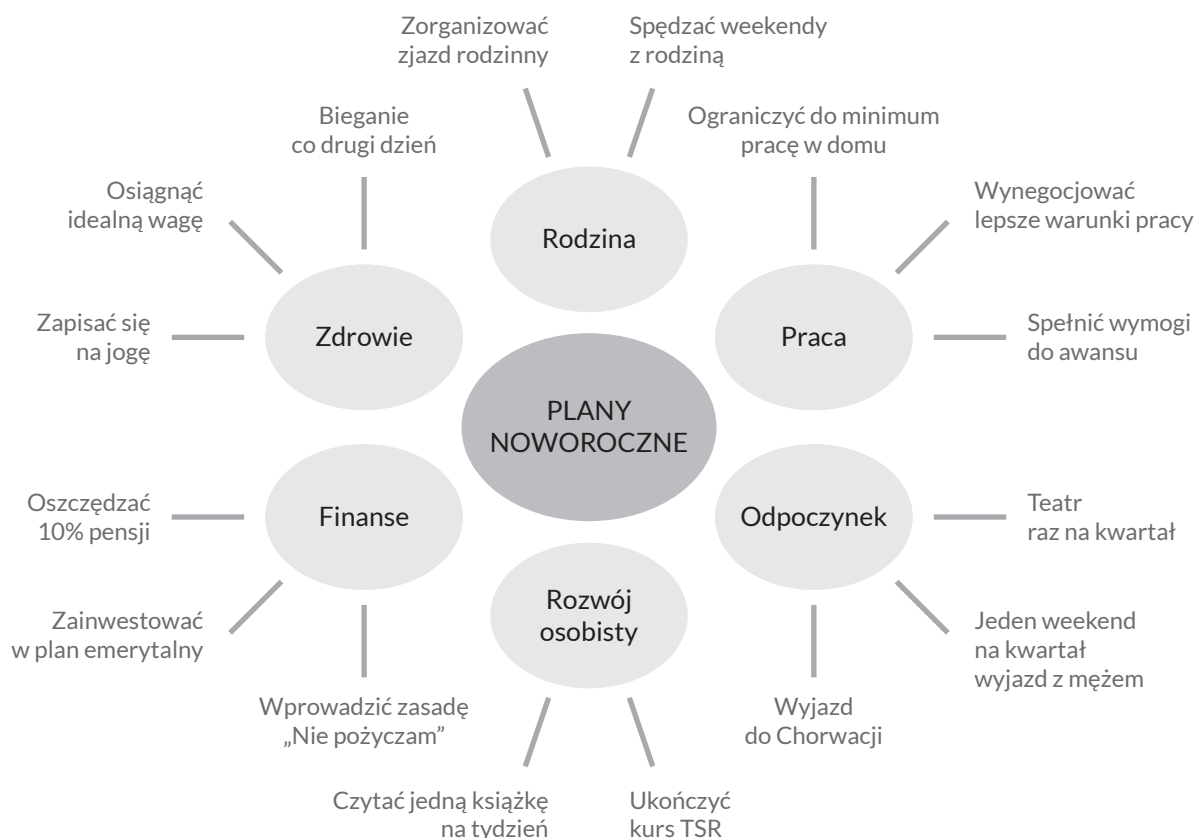 Zorganizować
zjazd rodzinny
Spędzać weekendy
z rodziną
Bieganie
co drugi dzień
Ograniczyć do minimum
pracę w domu
Osiągnąć
idealną wagę
Wynegocjować
lepsze warunki pracy
Rodzina
Zapisać się
na jogę
Zdrowie
Praca
Spełnić wymogi
do awansu
PLANY
NOWOROCZNE
Oszczędzać
10% pensji
Finanse
Odpoczynek
Teatr
raz na kwartał
Rozwój
osobisty
Zainwestować
w plan emerytalny
Jeden weekend
na kwartał
wyjazd z mężem
Wprowadzić zasadę
„Nie pożyczam”
Wyjazd
do Chorwacji
Czytać jedną książkę
na tydzień
Ukończyć
kurs TSR